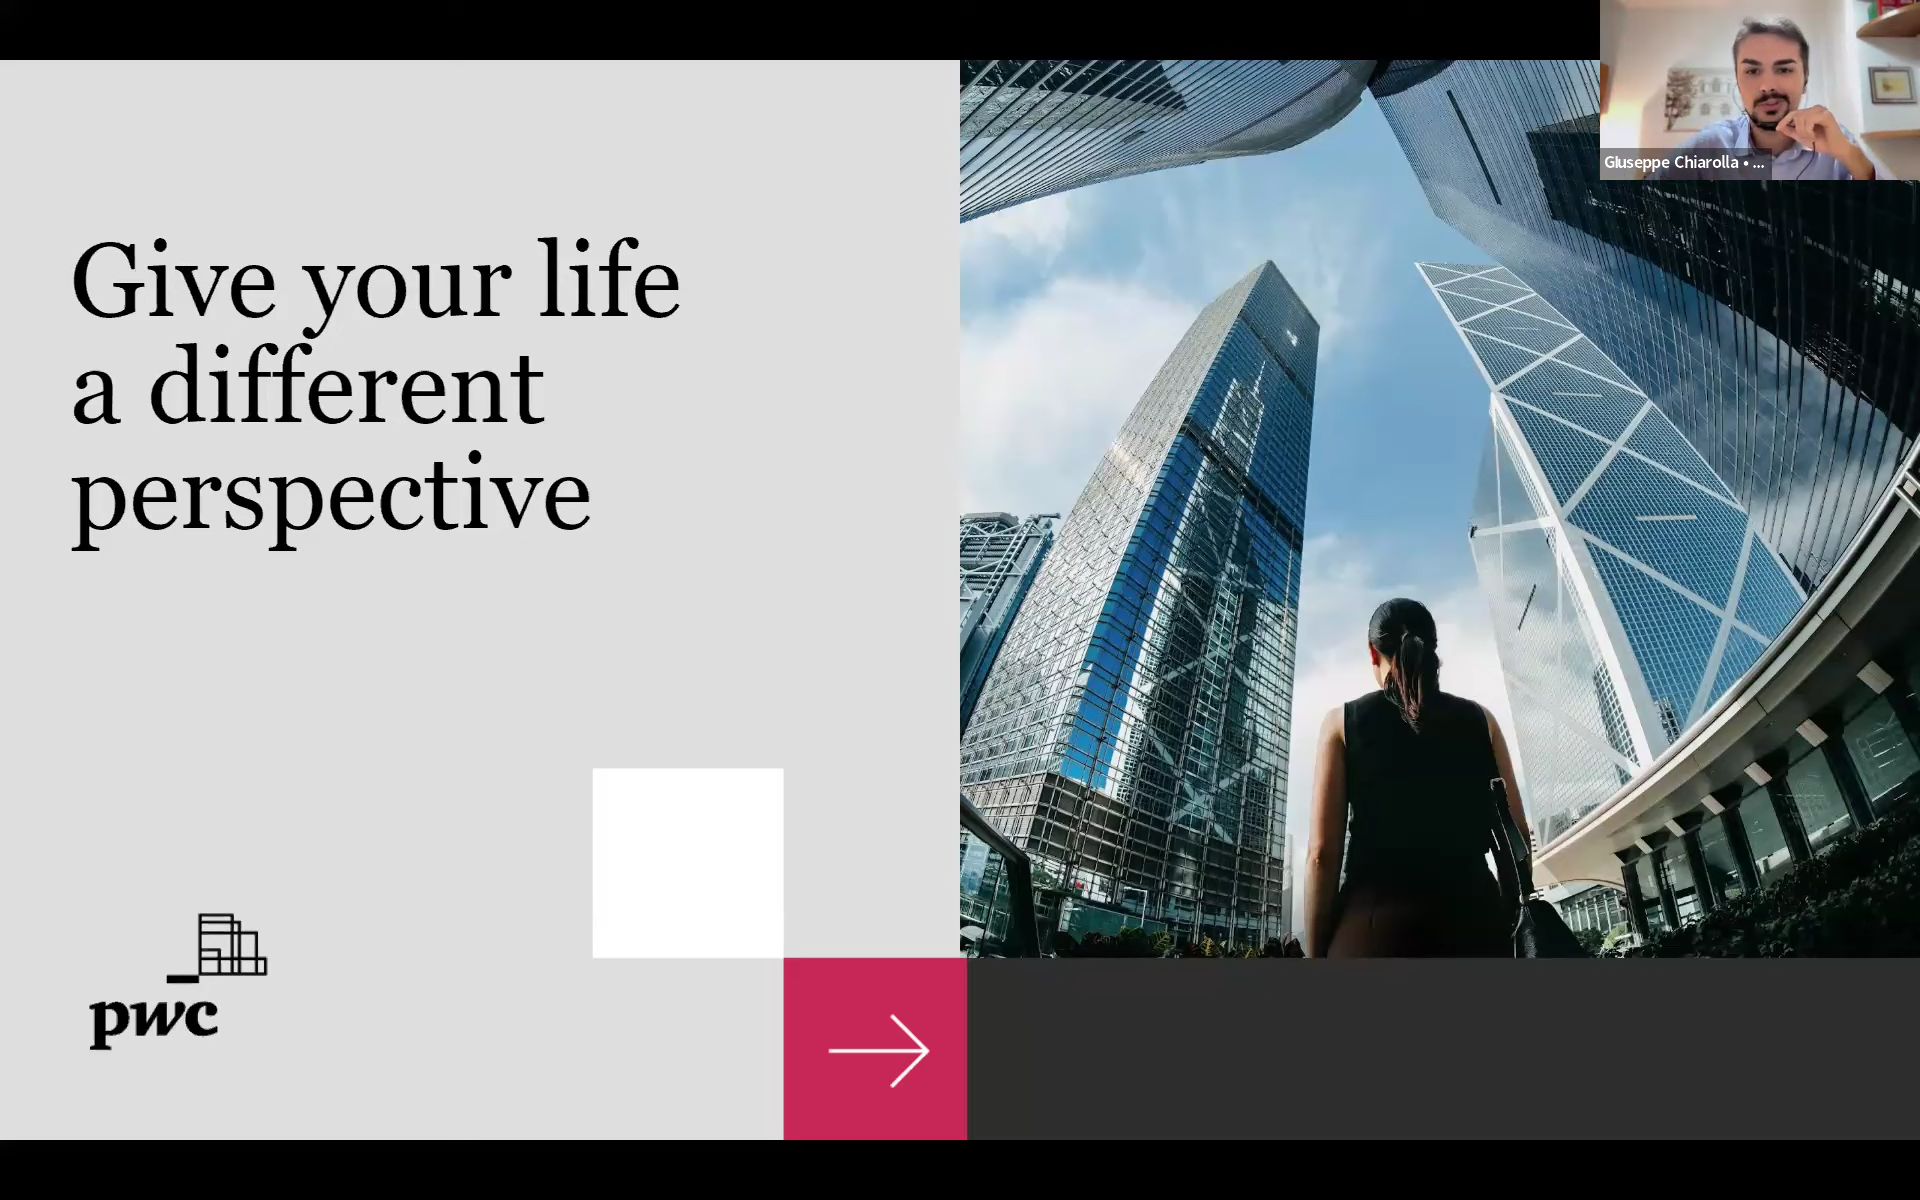 Give your life
a different
perspective
pwc
Giuseppe Chiarolla • ...